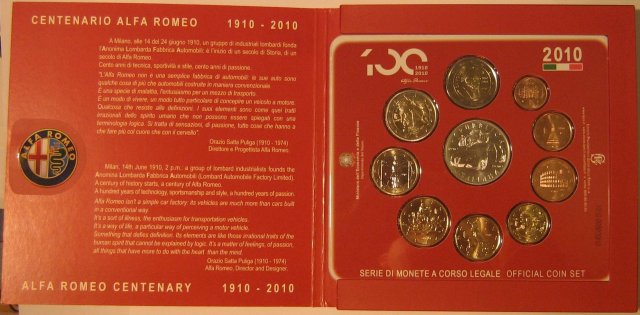 CENTENARIO ALFA ROMEO 1910 - 2010
A Milano, alle 14 del 24 giugno 1910, un gruppo di industriali lombardi fonda
l'Anonima Lombarda Fabbrica Automobili: è l'inizio di un secolo di Storia, di un
secolo di Alfa Romeo.
Cento anni di tecnica, sportività e stile, cento anni di passione.
"L'Alfa Romeo non è una semplice fabbrica di automobili: le sue auto sono
qualche cosa di più che automobili costruite in maniera convenzionale.
È una specie di malattia, l'entusiasmo per un mezzo di trasporto.
È un modo di vivere, un modo tutto particolare di concepire un veicolo a motore.
Qualcosa che resiste alle definizioni. I suoi elementi sono come quei tratti
irrazionali dello spirito umano che non possono essere spiegati con una
terminologia logica. Si tratta di sensazioni, di passione, tutte cose che hanno a
che fare più col cuore che con il cervello"
Orazio Satta Puliga (1910 - 1974)
Direttore e Progettista Alfa Romeo.
ALFA ROMEO
Milan, 14th June 1910, 2 p.m.: a group of lombard industrialists founds the
Anonima Lombarda Fabbrica Automobili (Lombard Automobile Factory Limited).
A century of history starts, a century of Alfa Romeo.
A hundred years of technology, sportsmanship and style, a hundred years of passion.
Alfa Romeo isn't a simple car factory: its vehicles are much more than cars built
in a conventional way.
It's a sort of illness, the enthusiasm for transportation vehicles.
It's a way of life, a particular way of perceiving a motor vehicle.
Something that defies definition. Its elements are like those irrational traits of the
human spirit that cannot be explained by logic. It's a matter of feelings, of passion,
all things that have more to do with the heart than the mind.
Orazio Satta Puliga (1910 - 1974)
Alfa Romeo, Director and Designer.
ALFA ROMEO CENTENARY 1910 - 2010
100 1910
2010
Alfa Romeo
2010
REPUBBLICA
ITALIANA
SERIE DI MONETE A CORSO LEGALE OFFICIAL COIN SET